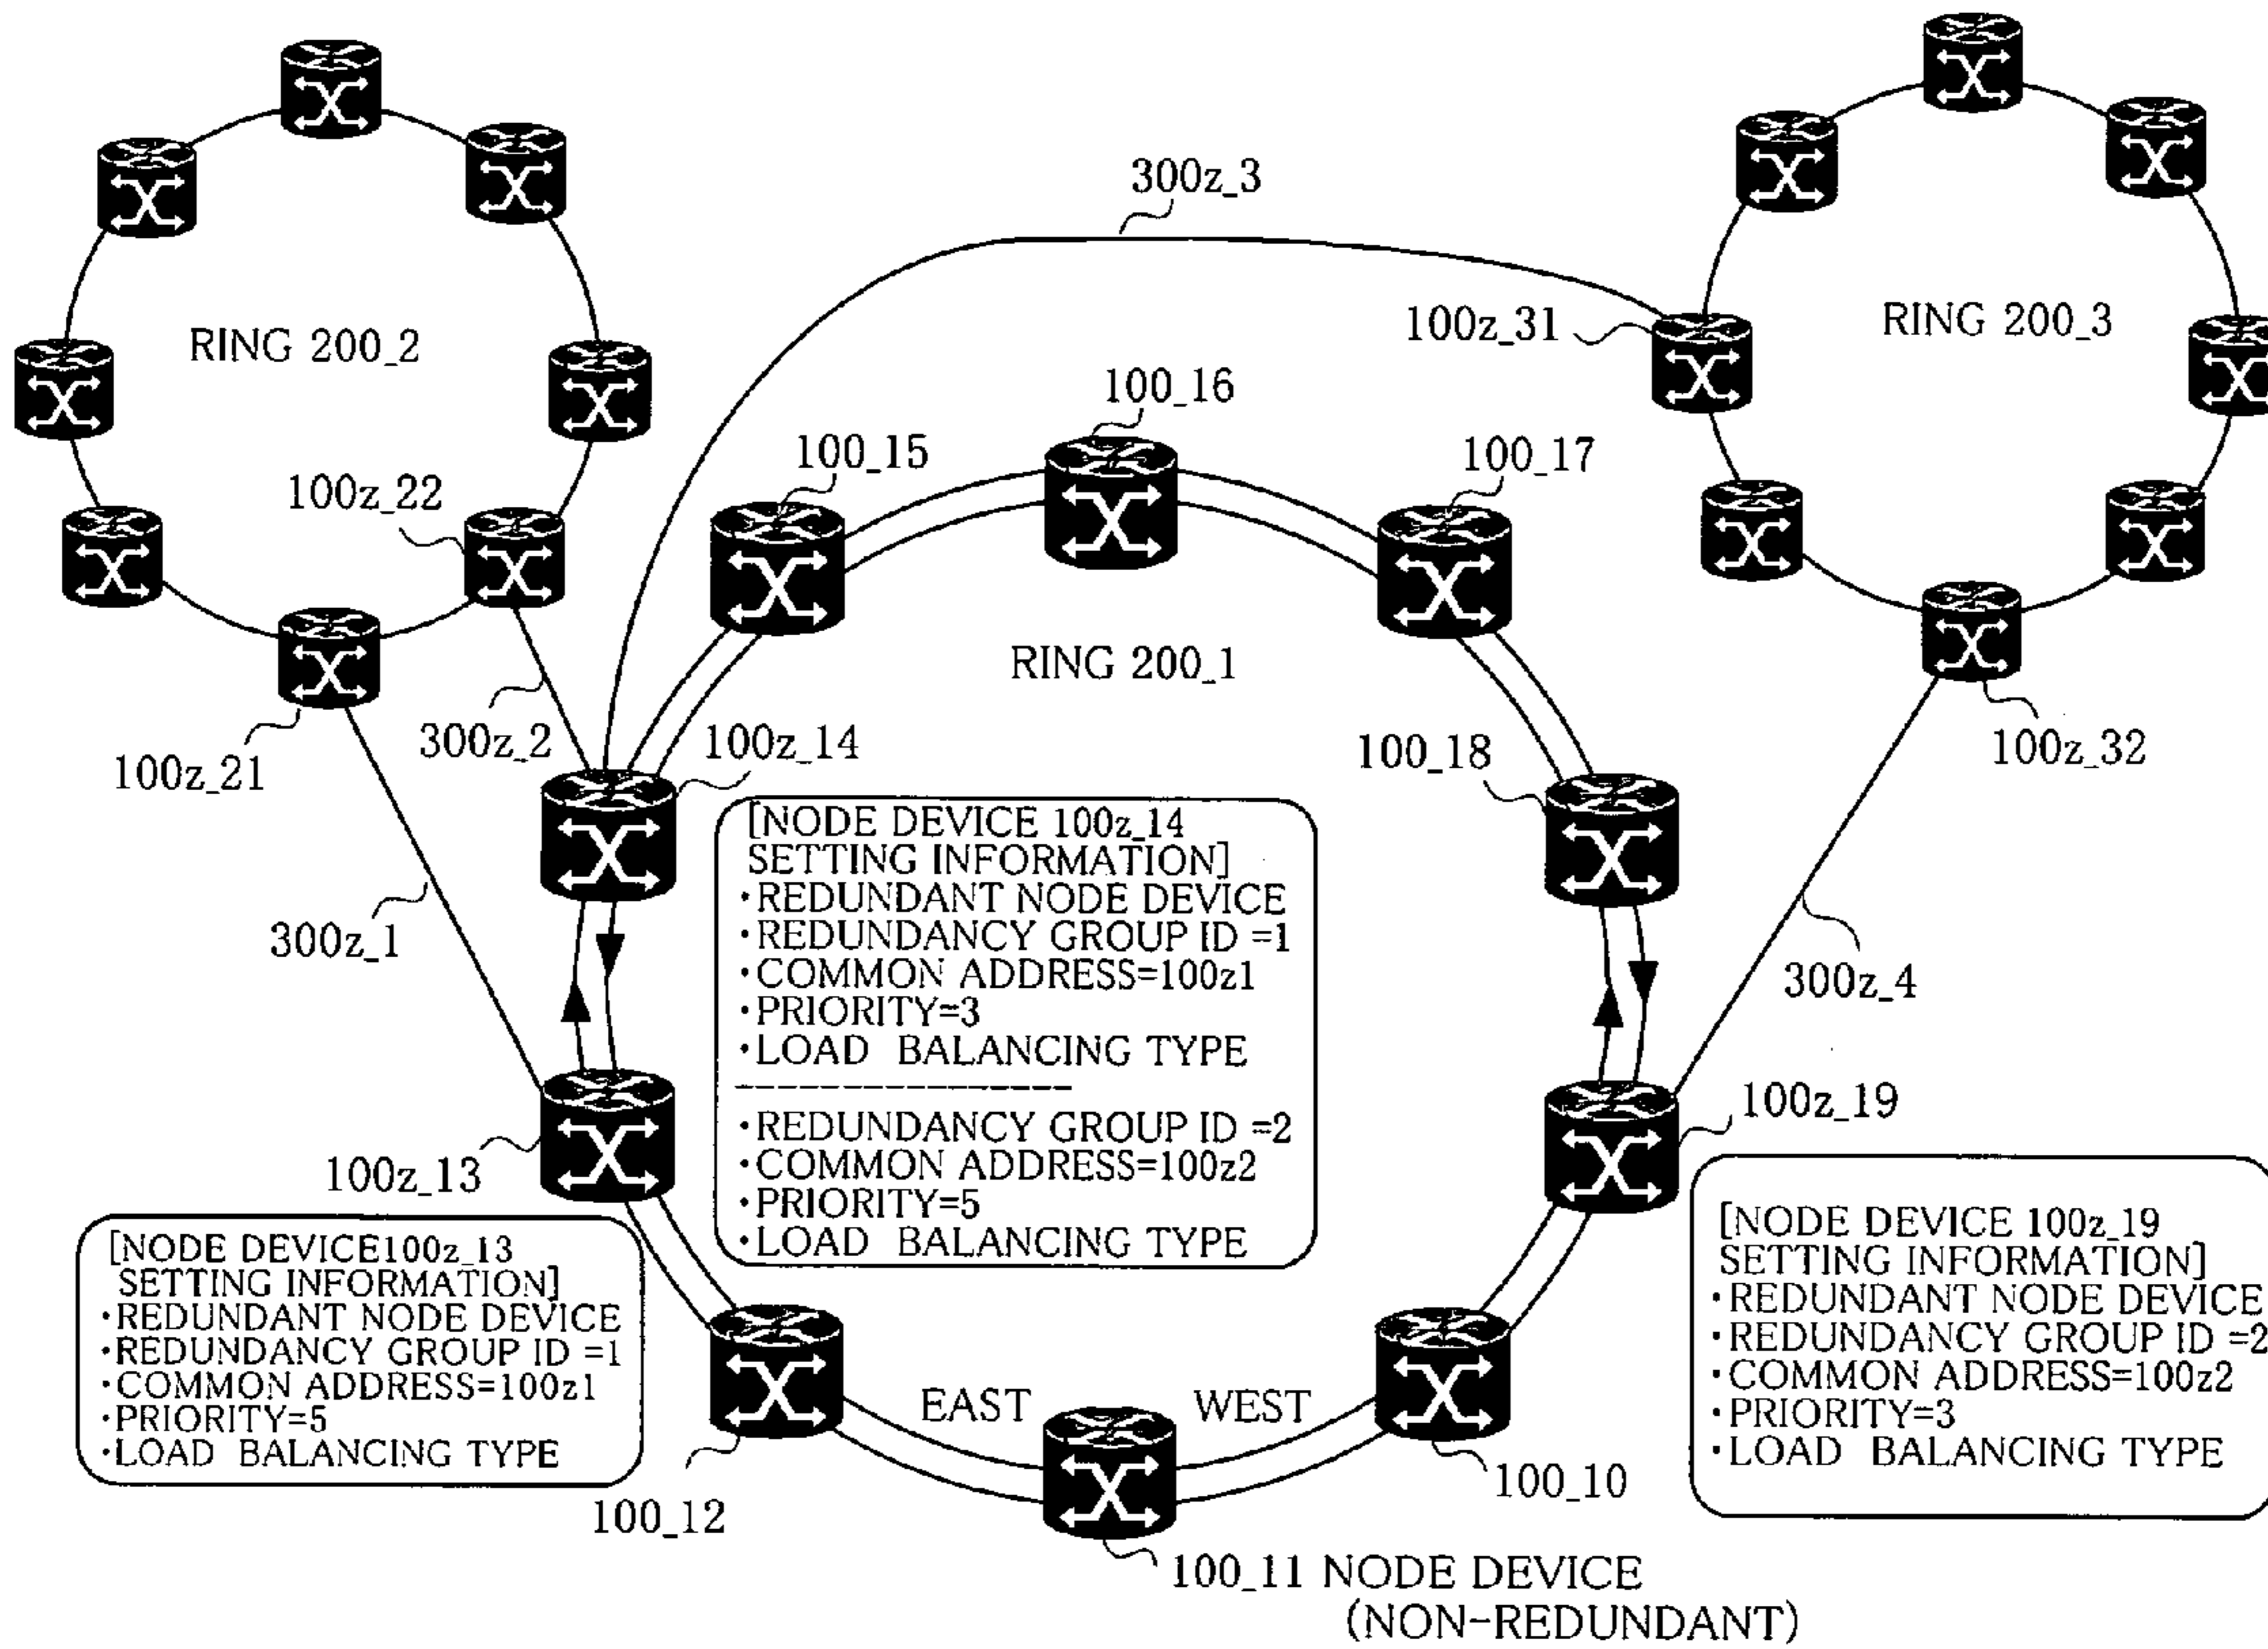 300z_3
RING 200_2
100z_31
RING 200_3
100_16
100_15
100_17
100z_22
RING 200_1
300z_2
100z_14
100_18
100z_32
100z_21
[NODE DEVICE 100z_14
SETTING INFORMATION]
・REDUNDANT NODE DEVICE
・REDUNDANCY GROUP ID =1
・COMMON ADDRESS=100z1
・PRIORITY=3
・LOAD BALANCING TYPE
----------------
・REDUNDANCY GROUP ID =2
・COMMON ADDRESS=100z2
・PRIORITY=5
・LOAD BALANCING TYPE
300z_1
300z_4
100z_19
100z_13
[NODE DEVICE100z_13
SETTING INFORMATION]
・REDUNDANT NODE DEVICE
・REDUNDANCY GROUP ID =1
・COMMON ADDRESS=100z1
・PRIORITY=5
・LOAD BALANCING TYPE
[NODE DEVICE 100z_19
SETTING INFORMATION]
・REDUNDANT NODE DEVICE
・REDUNDANCY GROUP ID =2
・COMMON ADDRESS=100z2
・PRIORITY=3
・LOAD BALANCING TYPE
EAST
WEST
100_12
100_10
100_11 NODE DEVICE
(NON-REDUNDANT)